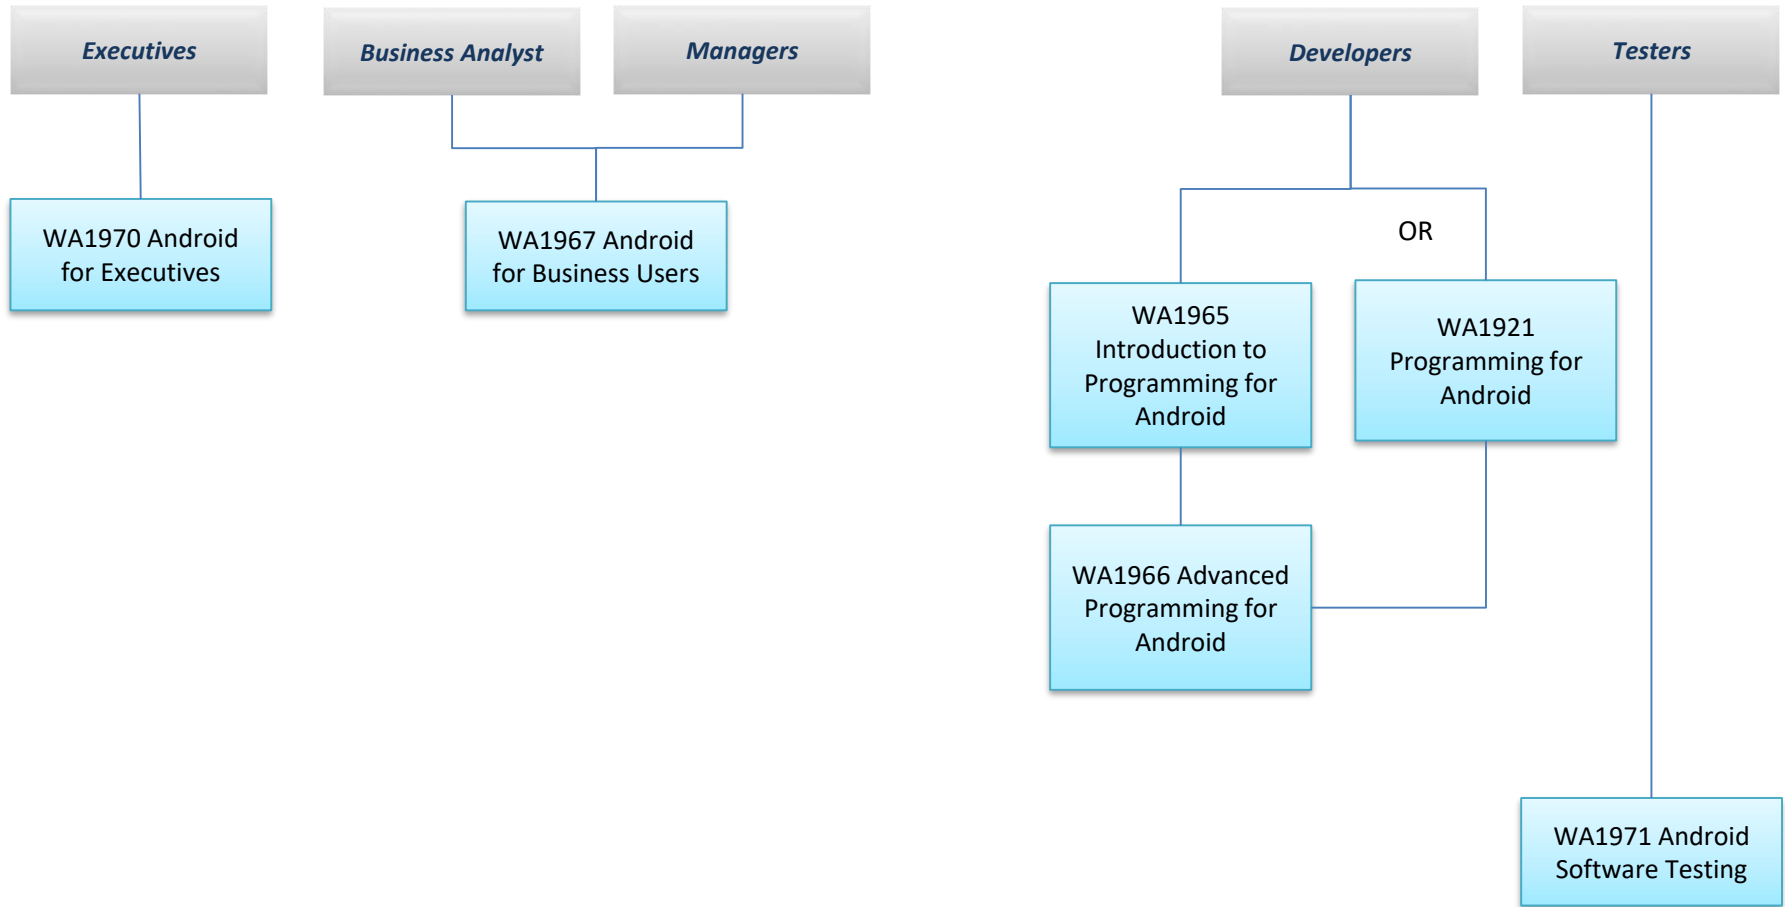 Executives
Business Analyst
Managers
Developers
Testers
WA1970 Android
for Executives
WA1967 Android
for Business Users
OR
WA1965
Introduction to
Programming for
Android
WA1921
Programming for
Android
WA1966 Advanced
Programming for
Android
WA1971 Android
Software Testing